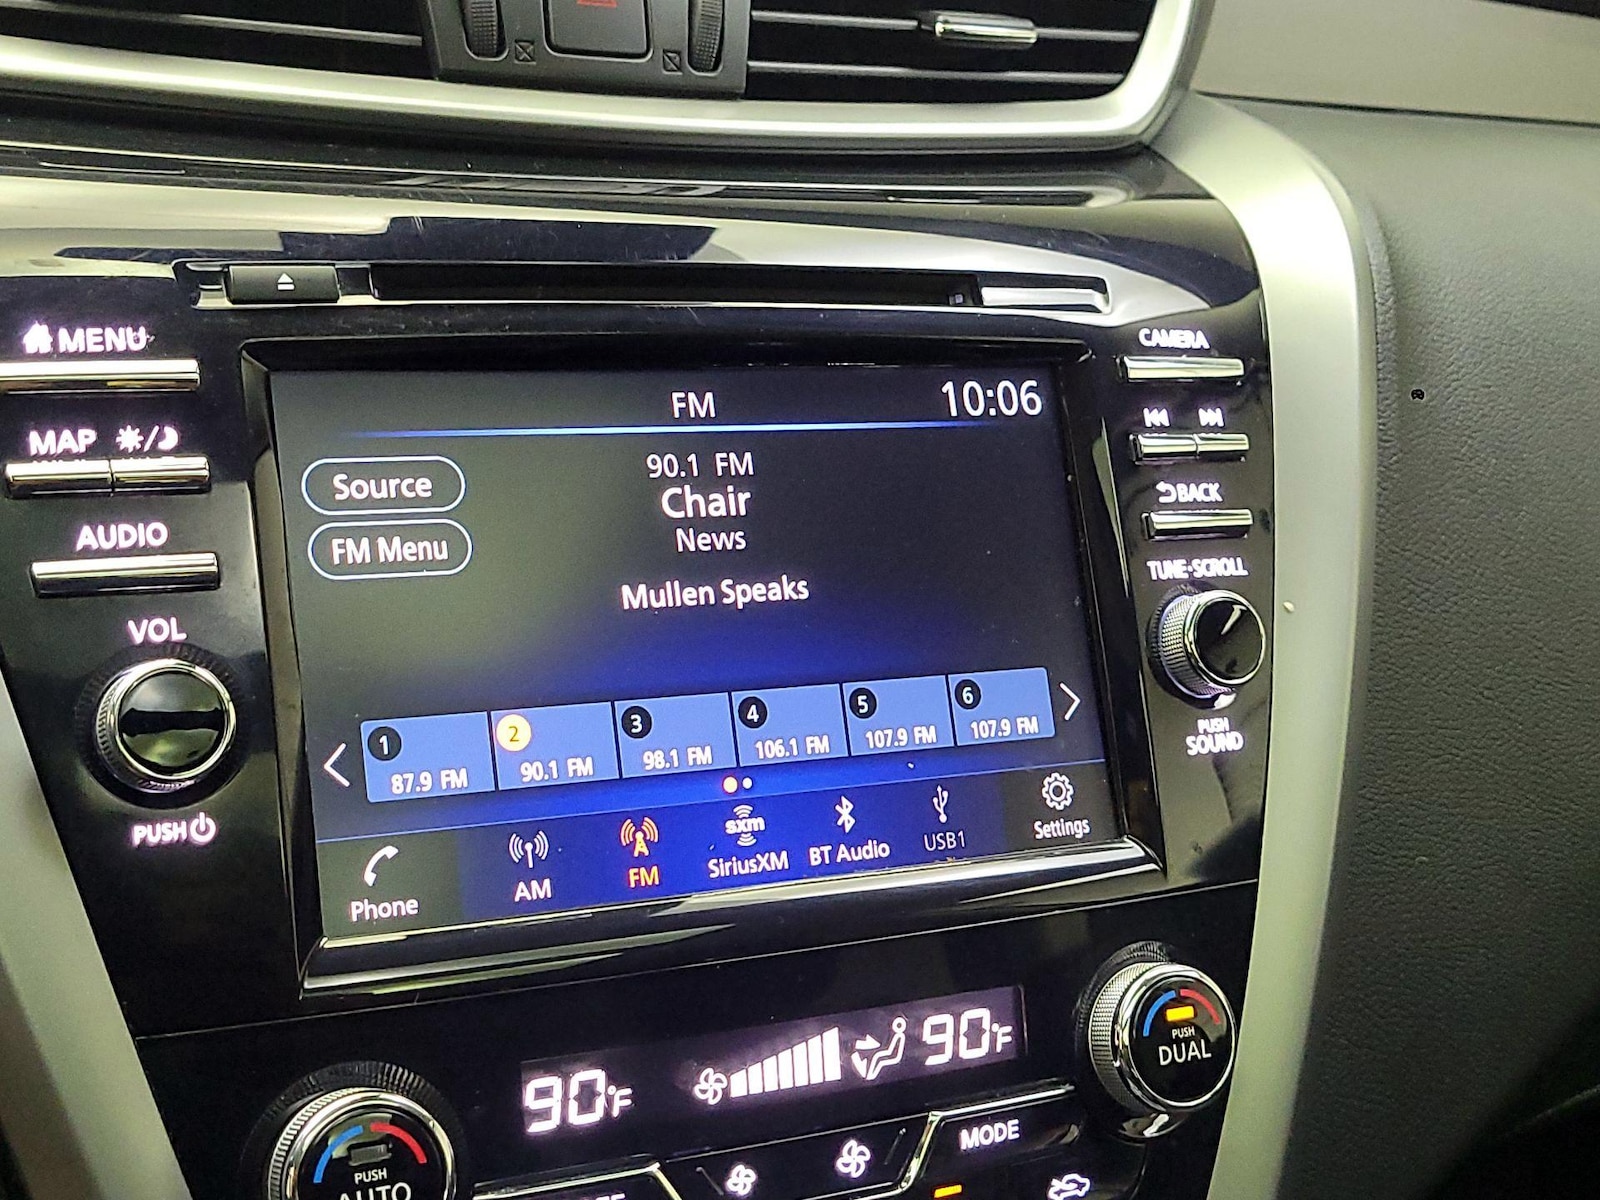 MENU
CAMERA
FM
10:06
MAP
90.1 FM
Source
Chair
BACK
AUDIO
FM Menu
News
TUNE·SCROLL
Mullen Speaks
VOL
1
2
3
4
5
6
87.9 FM
90.1 FM
98.1 FM
106.1 FM
107.9 FM
107.9 FM
PUSH
SOUND
PUSH
Phone
AM
FM
sxm
SiriusXM
BT Audio
USB1
Settings
90°F
90°F
PUSH
DUAL
MODE
PUSH
AUTO